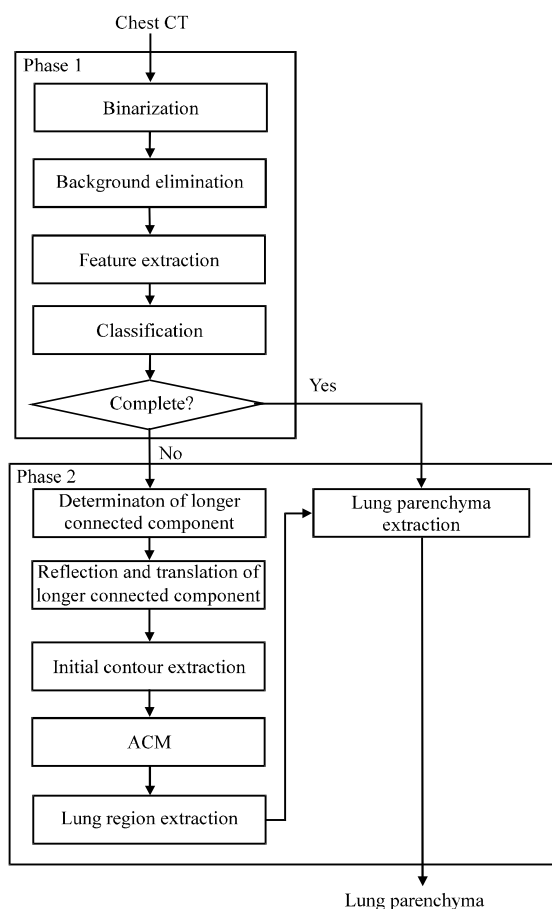 Chest CT
Phase 1
Binarization
Background elimination
Feature extraction
Classification
Complete?
Yes
No
Phase 2
Determinaton of longer
connected component
Lung parenchyma
extraction
Reflection and translation of
longer connected component
Initial contour extraction
ACM
Lung region extraction
Lung parenchyma